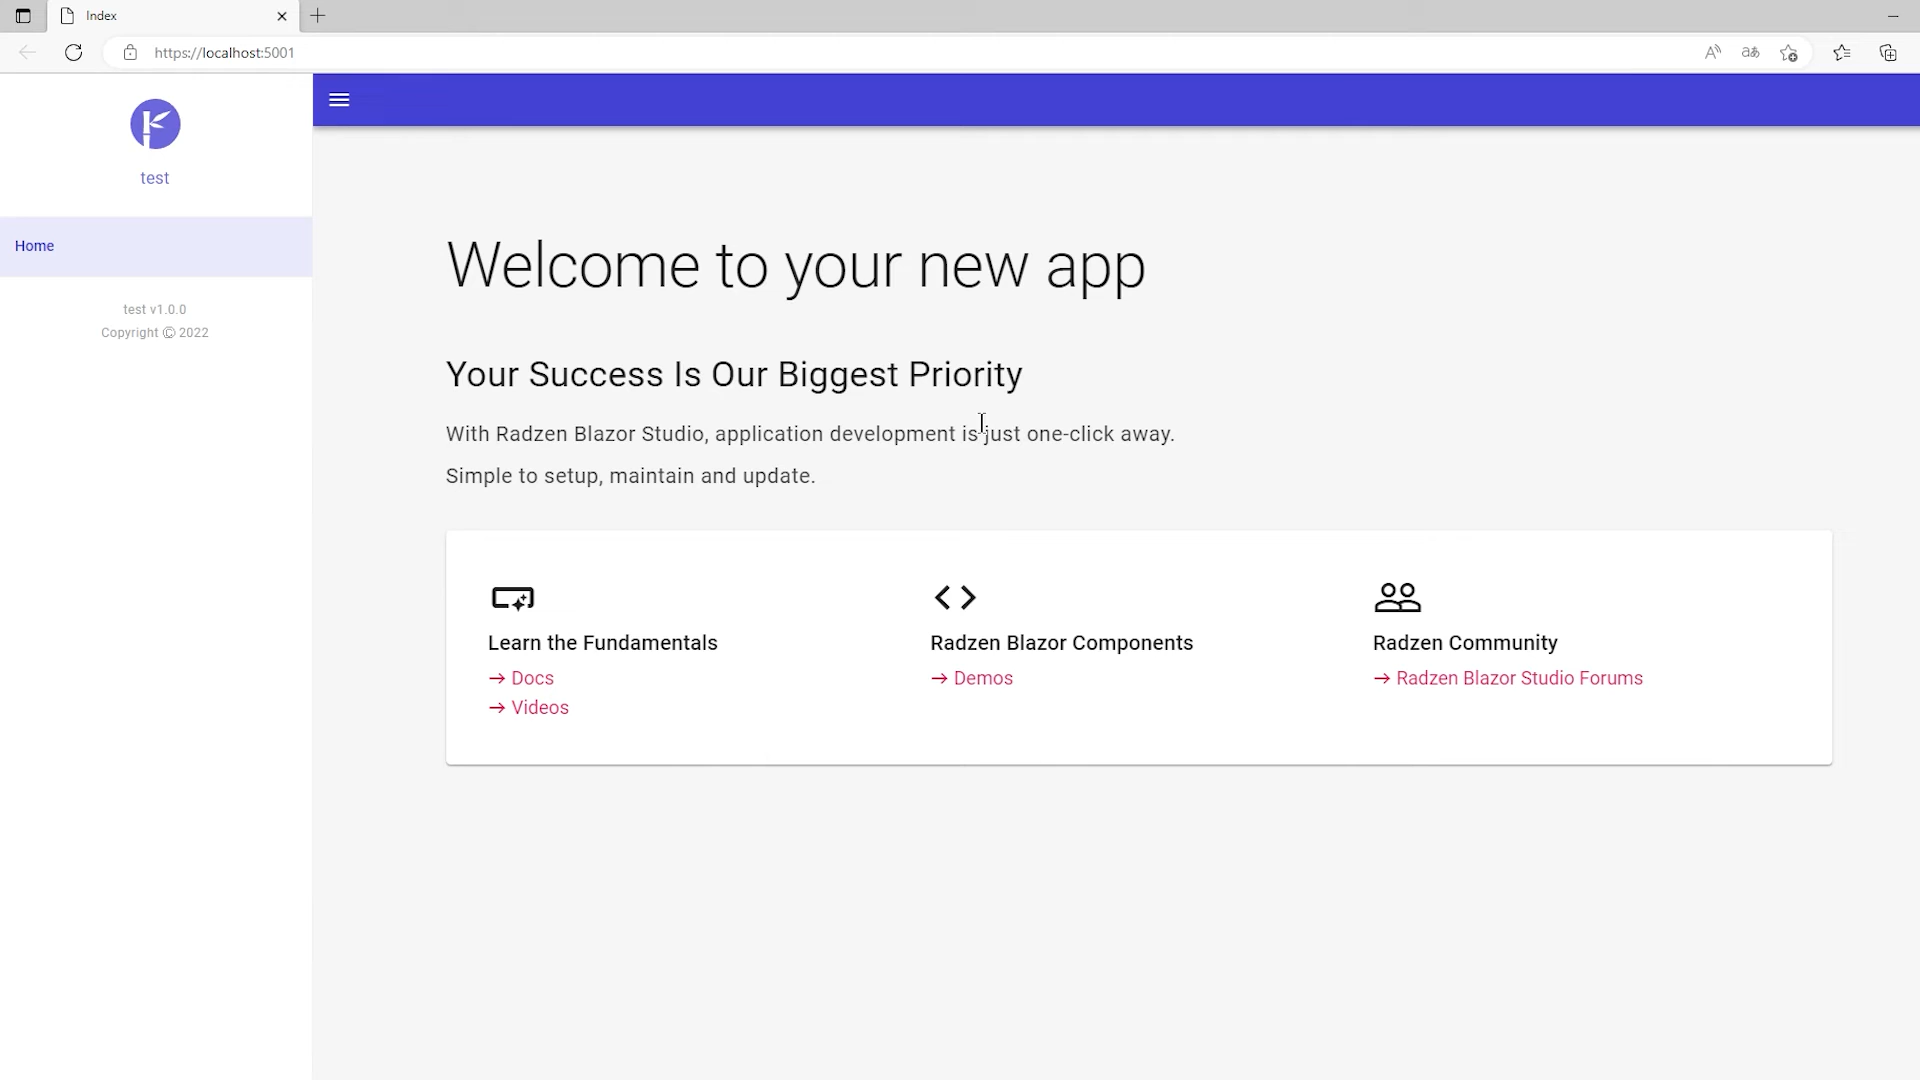 Index
https://localhost:5001
test
Home
test v1.0.0
Copyright © 2022
Welcome to your new app
Your Success Is Our Biggest Priority
With Radzen Blazor Studio, application development is just one-click away.
Simple to setup, maintain and update.
Learn the Fundamentals
→ Docs
→ Videos
Radzen Blazor Components
→ Demos
Radzen Community
→ Radzen Blazor Studio Forums